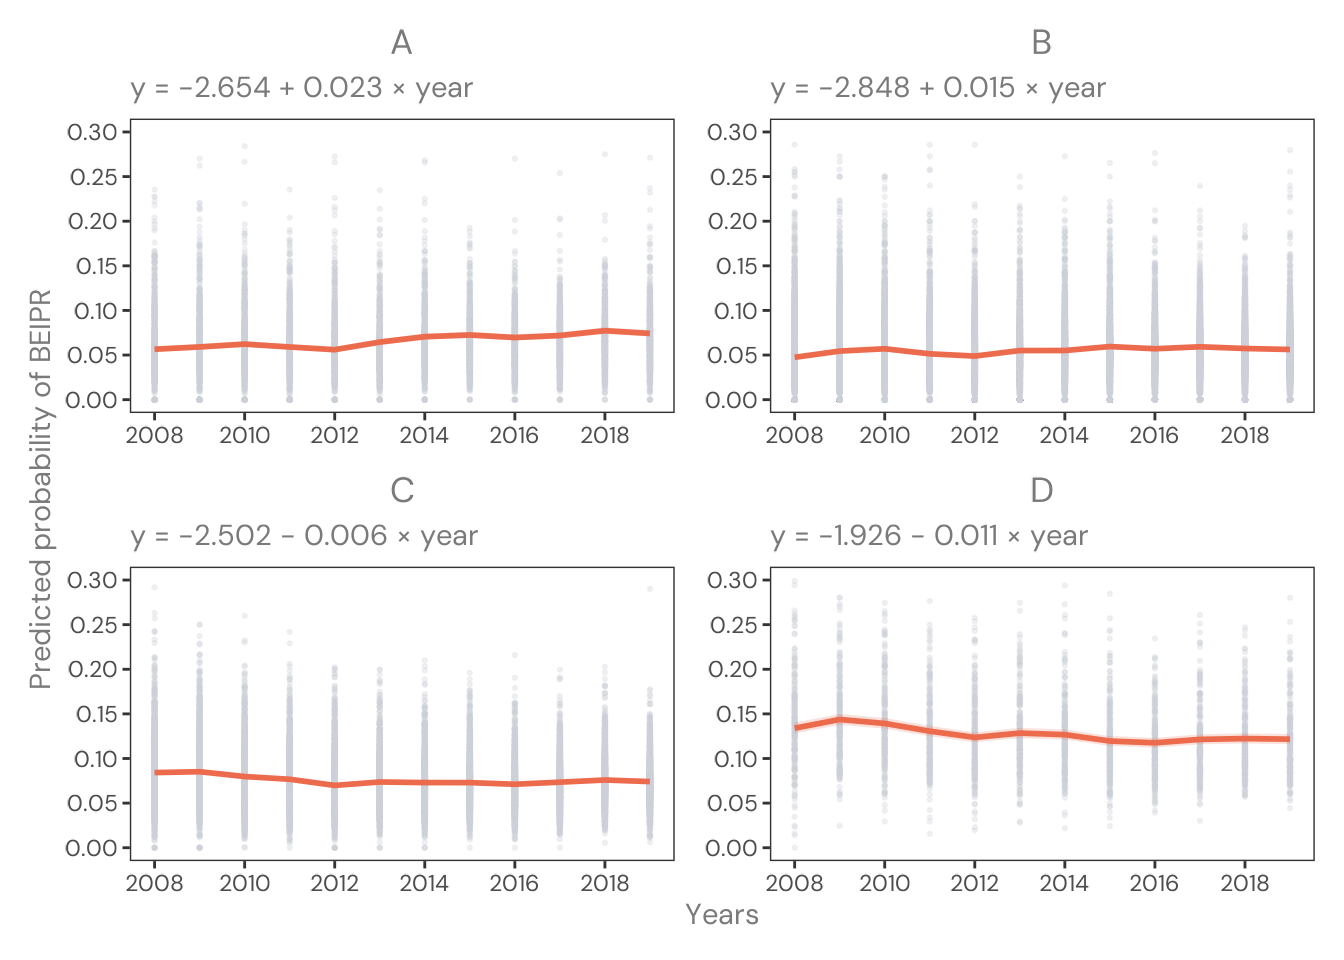 A
y = −2.654 + 0.023 × year
0.30
0.25
0.20
0.15
0.10
0.05
0.00
2008 2010 2012 2014 2016 2018
B
y = −2.848 + 0.015 × year
0.30
0.25
0.20
0.15
0.10
0.05
0.00
2008 2010 2012 2014 2016 2018
C
y = −2.502 − 0.006 × year
0.30
0.25
0.20
0.15
0.10
0.05
0.00
2008 2010 2012 2014 2016 2018
D
y = −1.926 − 0.011 × year
0.30
0.25
0.20
0.15
0.10
0.05
0.00
2008 2010 2012 2014 2016 2018
Predicted probability of BEIPR
Years